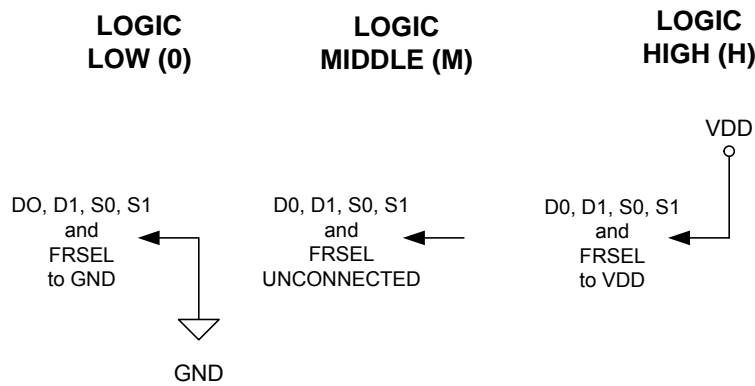 LOGIC
LOW (0)
LOGIC
MIDDLE (M)
LOGIC
HIGH (H)
VDD
DO, D1, S0, S1
and
FRSEL
to GND
D0, D1, S0, S1
and
FRSEL
UNCONNECTED
D0, D1, S0, S1
and
FRSEL
to VDD
GND